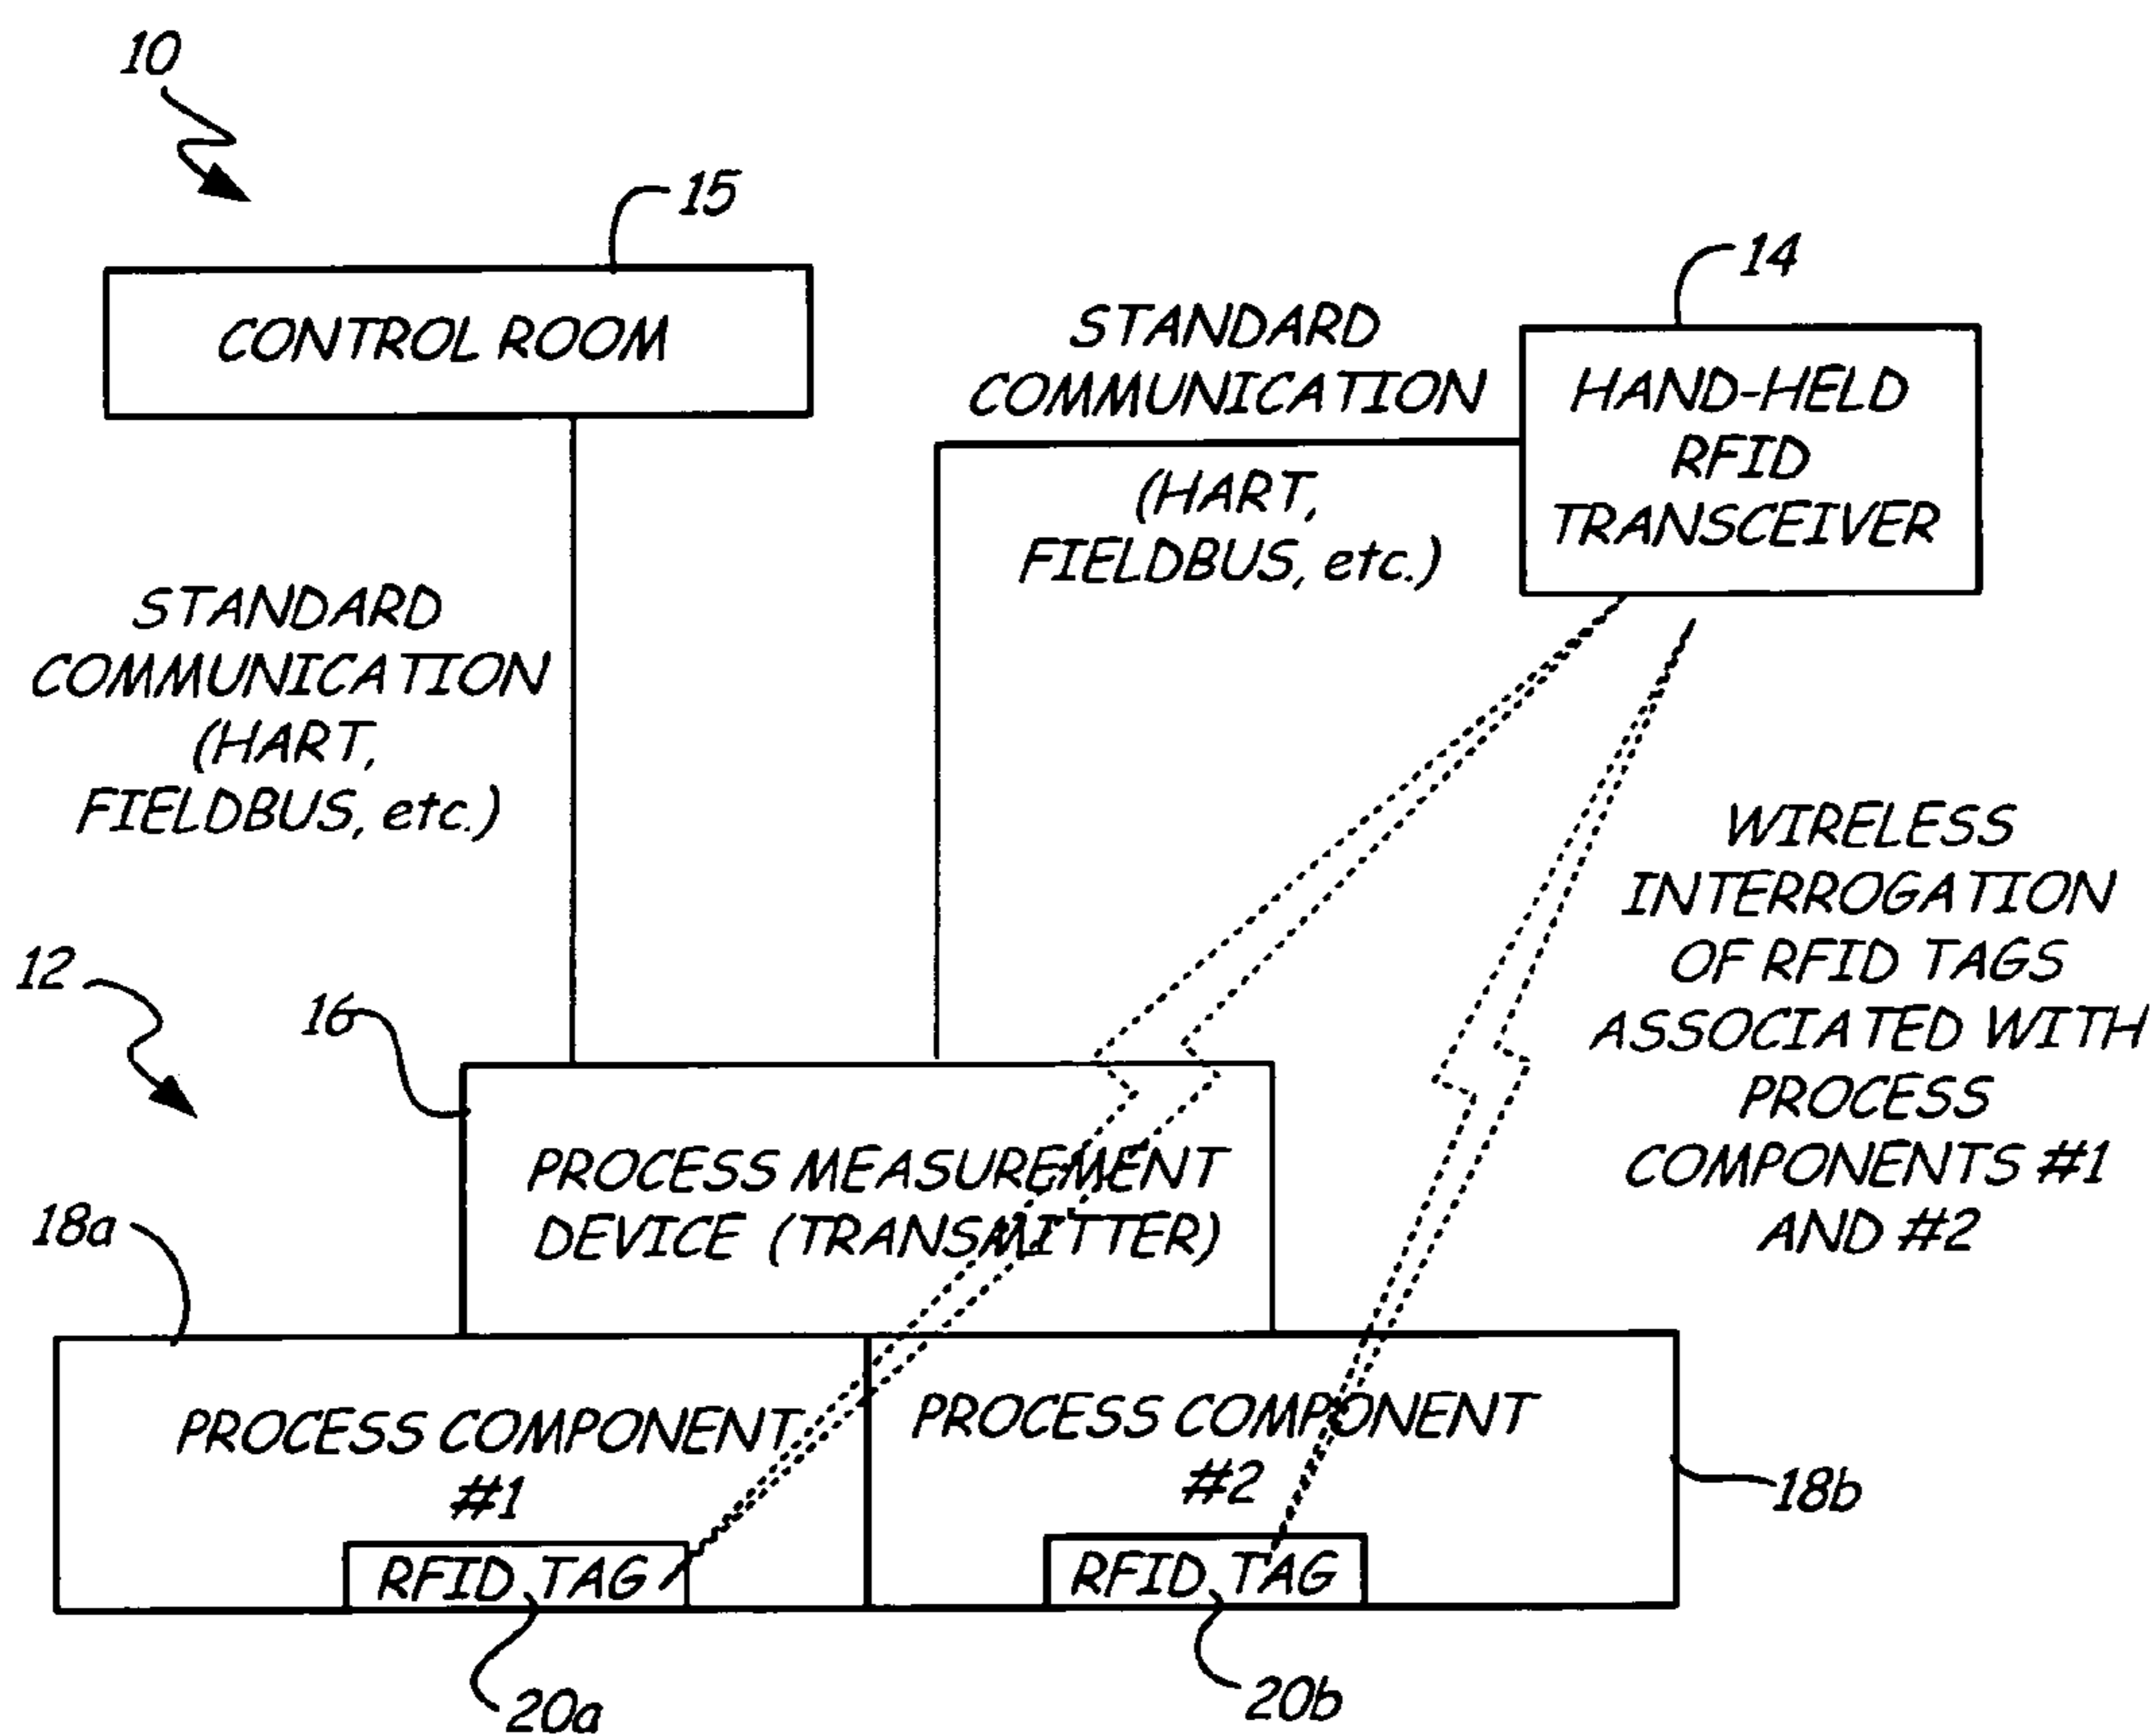 10
15
CONTROL ROOM
14
STANDARD
COMMUNICATION
(HART,
FIELDBUS, etc.)
HAND-HELD
RFID
TRANSCEIVER
STANDARD
COMMUNICATION
(HART,
FIELDBUS, etc.)
WIRELESS
INTERROGATION
OF RFID TAGS
ASSOCIATED WITH
PROCESS
COMPONENTS #1
AND #2
12
16
PROCESS MEASUREMENT
DEVICE (TRANSMITTER)
18a
PROCESS COMPONENT
#1
RFID TAG
PROCESS COMPONENT
#2
RFID TAG
18b
20a
20b